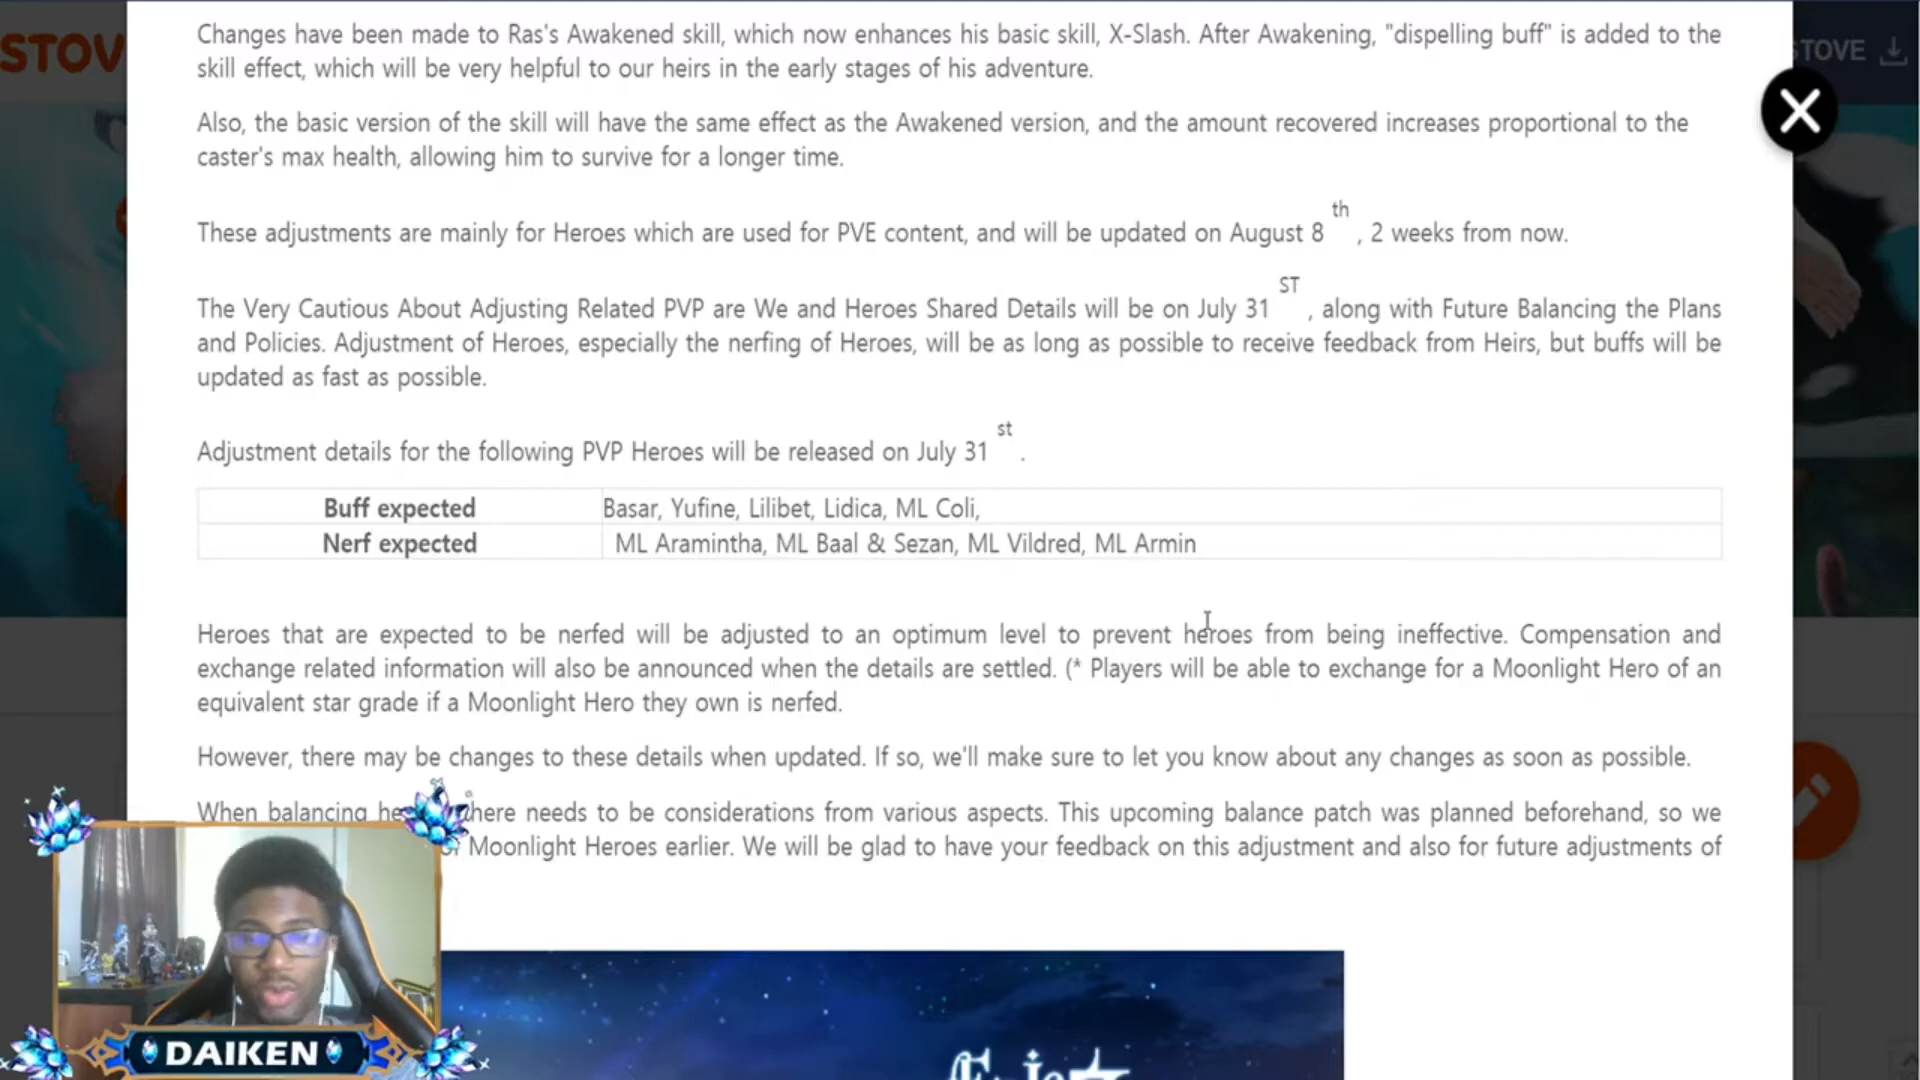 Changes have been made to Ras's Awakened skill, which now enhances his basic skill, X-Slash. After Awakening, "dispelling buff" is added to the
skill effect, which will be very helpful to our heirs in the early stages of his adventure.
STOV
STOVE
Also, the basic version of the skill will have the same effect as the Awakened version, and the amount recovered increases proportional to the
caster's max health, allowing him to survive for a longer time.
These adjustments are mainly for Heroes which are used for PVE content, and will be updated on August 8 th , 2 weeks from now.
The Very Cautious About Adjusting Related PVP are We and Heroes Shared Details will be on July 31 ST , along with Future Balancing the Plans
and Policies. Adjustment of Heroes, especially the nerfing of Heroes, will be as long as possible to receive feedback from Heirs, but buffs will be
updated as fast as possible.
Adjustment details for the following PVP Heroes will be released on July 31 st .
Buff expected Basar, Yufine, Lilibet, Lidica, ML Coli,
Nerf expected ML Aramintha, ML Baal & Sezan, ML Vildred, ML Armin
Heroes that are expected to be nerfed will be adjusted to an optimum level to prevent heroes from being ineffective. Compensation and
exchange related information will also be announced when the details are settled. (* Players will be able to exchange for a Moonlight Hero of an
equivalent star grade if a Moonlight Hero they own is nerfed.
However, there may be changes to these details when updated. If so, we'll make sure to let you know about any changes as soon as possible.
When balancing he here needs to be considerations from various aspects. This upcoming balance patch was planned beforehand, so we
Moonlight Heroes earlier. We will be glad to have your feedback on this adjustment and also for future adjustments of
DAIKEN